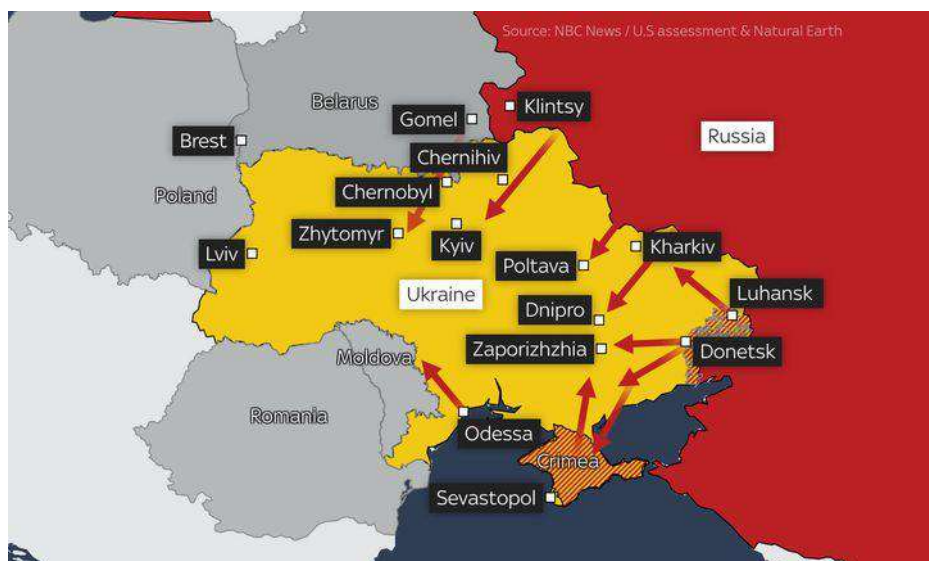 Source: NBC News / U.S assessment & Natural Earth
Klintsy
Belarus
Gomel
Brest
Russia
Chernihiv
Chernobyl
Poland
Zhytomyr
Kyiv
Lviv
Kharkiv
Poltava
Ukraine
Luhansk
Dnipro
Zaporizhzhia
Donetsk
Moldova
Romania
Odessa
Crimea
Sevastopol